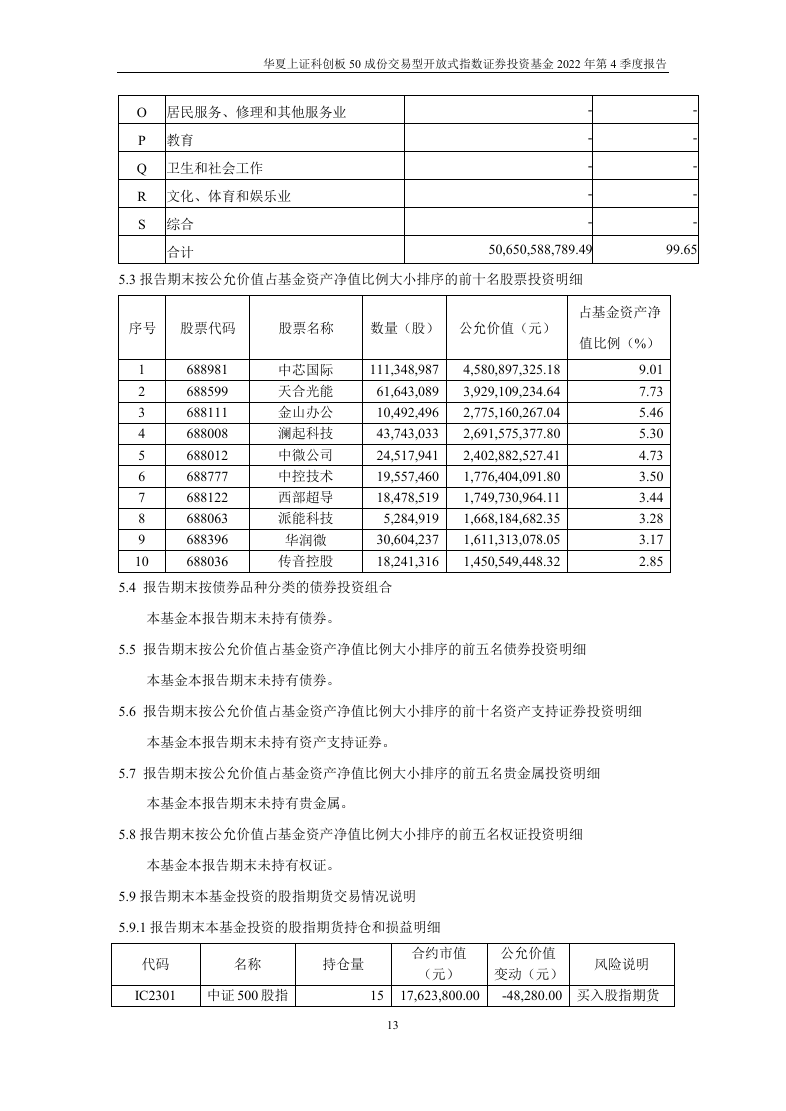 华夏上证科创板 50 成份交易型开放式指数证券投资基金 2022 年第 4 季度报告
O 居民服务、修理和其他服务业 - -
P 教育 - -
Q 卫生和社会工作 - -
R 文化、体育和娱乐业 - -
S 综合 - -
合计 50,650,588,789.49 99.65
5.3 报告期末按公允价值占基金资产净值比例大小排序的前十名股票投资明细
序号 股票代码 股票名称 数量（股） 公允价值（元） 占基金资产净
值比例（%）
1 688981 中芯国际 111,348,987 4,580,897,325.18 9.01
2 688599 天合光能 61,643,089 3,929,109,234.64 7.73
3 688111 金山办公 10,492,496 2,775,160,267.04 5.46
4 688008 澜起科技 43,743,033 2,691,575,377.80 5.30
5 688012 中微公司 24,517,941 2,402,882,527.41 4.73
6 688777 中控技术 19,557,460 1,776,404,091.80 3.50
7 688122 西部超导 18,478,519 1,749,730,964.11 3.44
8 688063 派能科技 5,284,919 1,668,184,682.35 3.28
9 688396 华润微 30,604,237 1,611,313,078.05 3.17
10 688036 传音控股 18,241,316 1,450,549,448.32 2.85
5.4 报告期末按债券品种分类的债券投资组合
本基金本报告期末未持有债券。
5.5 报告期末按公允价值占基金资产净值比例大小排序的前五名债券投资明细
本基金本报告期末未持有债券。
5.6 报告期末按公允价值占基金资产净值比例大小排序的前十名资产支持证券投资明细
本基金本报告期末未持有资产支持证券。
5.7 报告期末按公允价值占基金资产净值比例大小排序的前五名贵金属投资明细
本基金本报告期末未持有贵金属。
5.8 报告期末按公允价值占基金资产净值比例大小排序的前五名权证投资明细
本基金本报告期末未持有权证。
5.9 报告期末本基金投资的股指期货交易情况说明
5.9.1 报告期末本基金投资的股指期货持仓和损益明细
代码 名称 持仓量 合约市值
（元） 公允价值
变动（元） 风险说明
IC2301 中证 500 股指 15 17,623,800.00 -48,280.00 买入股指期货
13